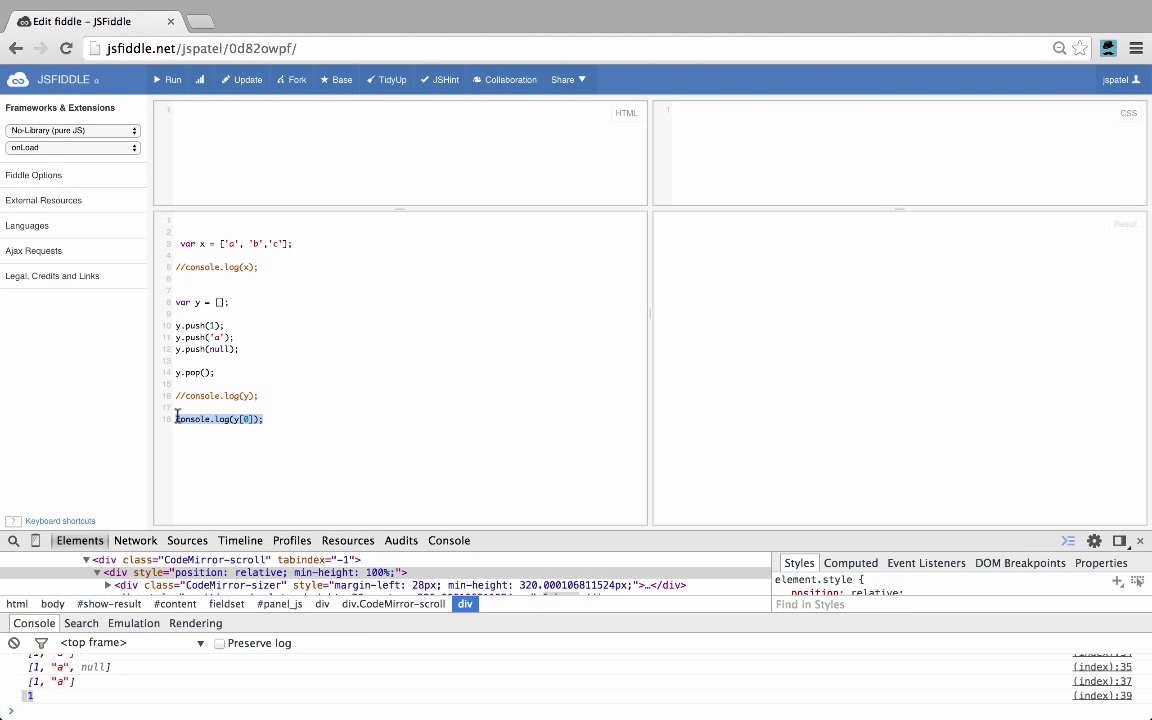 Edit fiddle - JSFiddle
jsfiddle.net/jspatel/0d82owpf/
JSFIDDLE α
Run
Update
Fork
Base
TidyUp
JSHint
Collaboration
Share
jspatel
Frameworks & Extensions
No-Library (pure JS)
onLoad
Fiddle Options
External Resources
Languages
Ajax Requests
Legal, Credits and Links
? Keyboard shortcuts
1
HTML
1
CSS
Result
1
2
3 var x = ['a', 'b','c'];
4
5 //console.log(x);
6
7
8 var y = [];
9
10 y.push(1);
11 y.push('a');
12 y.push(null);
13
14 y.pop();
15
16 //console.log(y);
17
18 console.log(y[0]);
Elements Network Sources Timeline Profiles Resources Audits Console
<div class="CodeMirror-scroll" tabindex="-1">
<div style="position: relative; min-height: 100%;">
<div class="CodeMirror-sizer" style="margin-left: 28px; min-height: 320.000106811524px;">…</div>
html body #show-result #content fieldset #panel_js div div.CodeMirror-scroll div
Styles Computed Event Listeners DOM Breakpoints Properties
element.style {
position: relative;
Find in Styles
Console Search Emulation Rendering
<top frame>
Preserve log
[1, "a"] (index):34
[1, "a", null] (index):35
[1, "a"] (index):37
1 (index):39
>